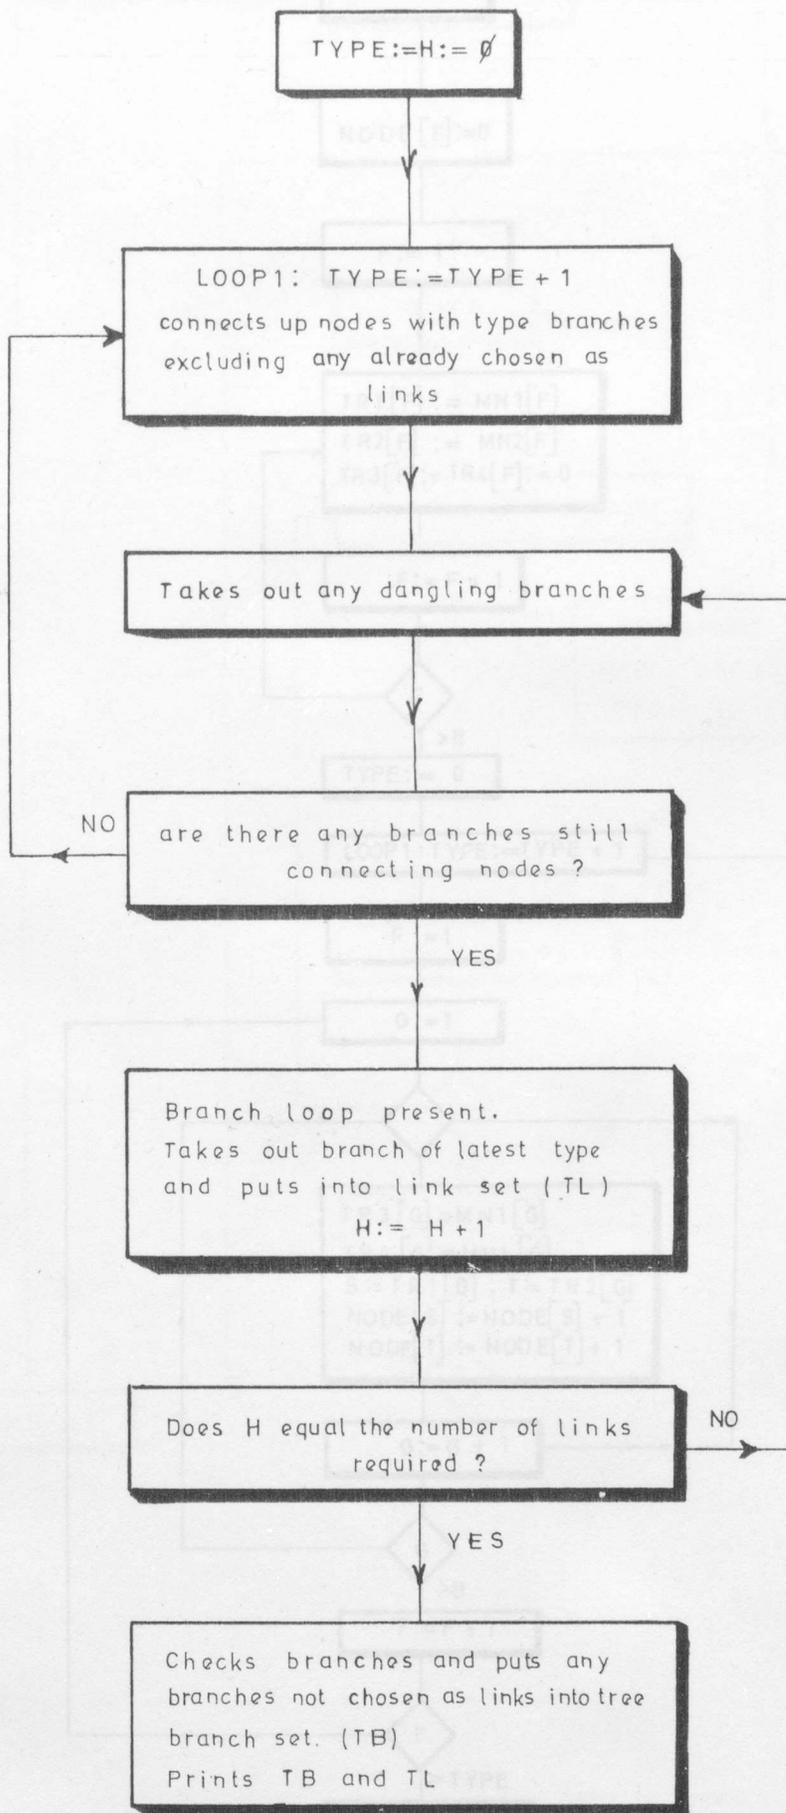 TYPE:=H:= Ø
LOOP1: TYPE:=TYPE + 1
connects up nodes with type branches
excluding any already chosen as
links
Takes out any dangling branches
NO
are there any branches still
connecting nodes ?
YES
Branch loop present.
Takes out branch of latest type
and puts into link set (TL)
H:= H + 1
Does H equal the number of links
required ?
NO
YES
Checks branches and puts any
branches not chosen as links into tree
branch set. (TB)
Prints TB and TL